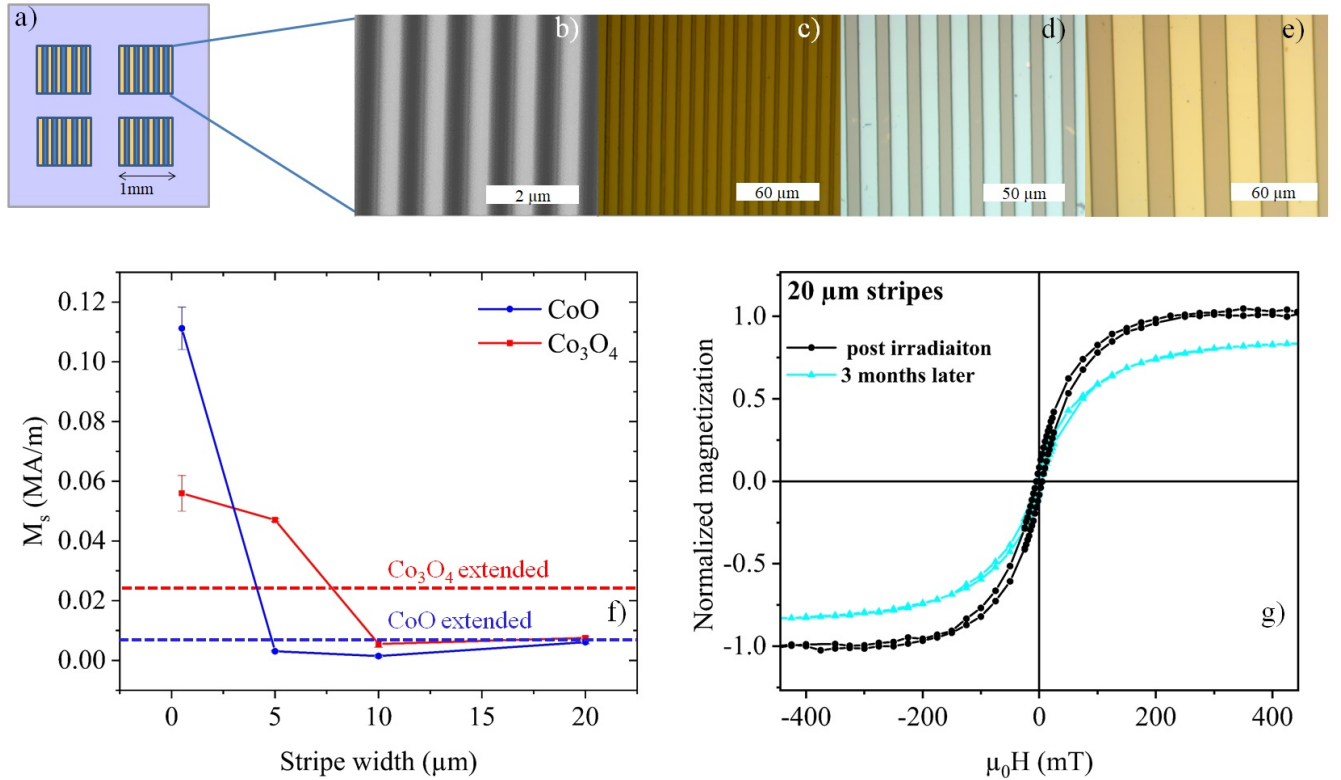 a)
b)
c)
d)
e)
1mm
2 µm
60 µm
50 µm
60 µm
0.12
0.10
0.08
0.06
0.04
0.02
0.00
Mₛ (MA/m)
CoO
Co₃O₄
Co₃O₄ extended
CoO extended
f)
0
5
10
15
20
Stripe width (µm)
20 µm stripes
post irradiaiton
3 months later
1.0
0.5
0.0
-0.5
-1.0
Normalized magnetization
g)
-400
-200
0
200
400
µ₀H (mT)